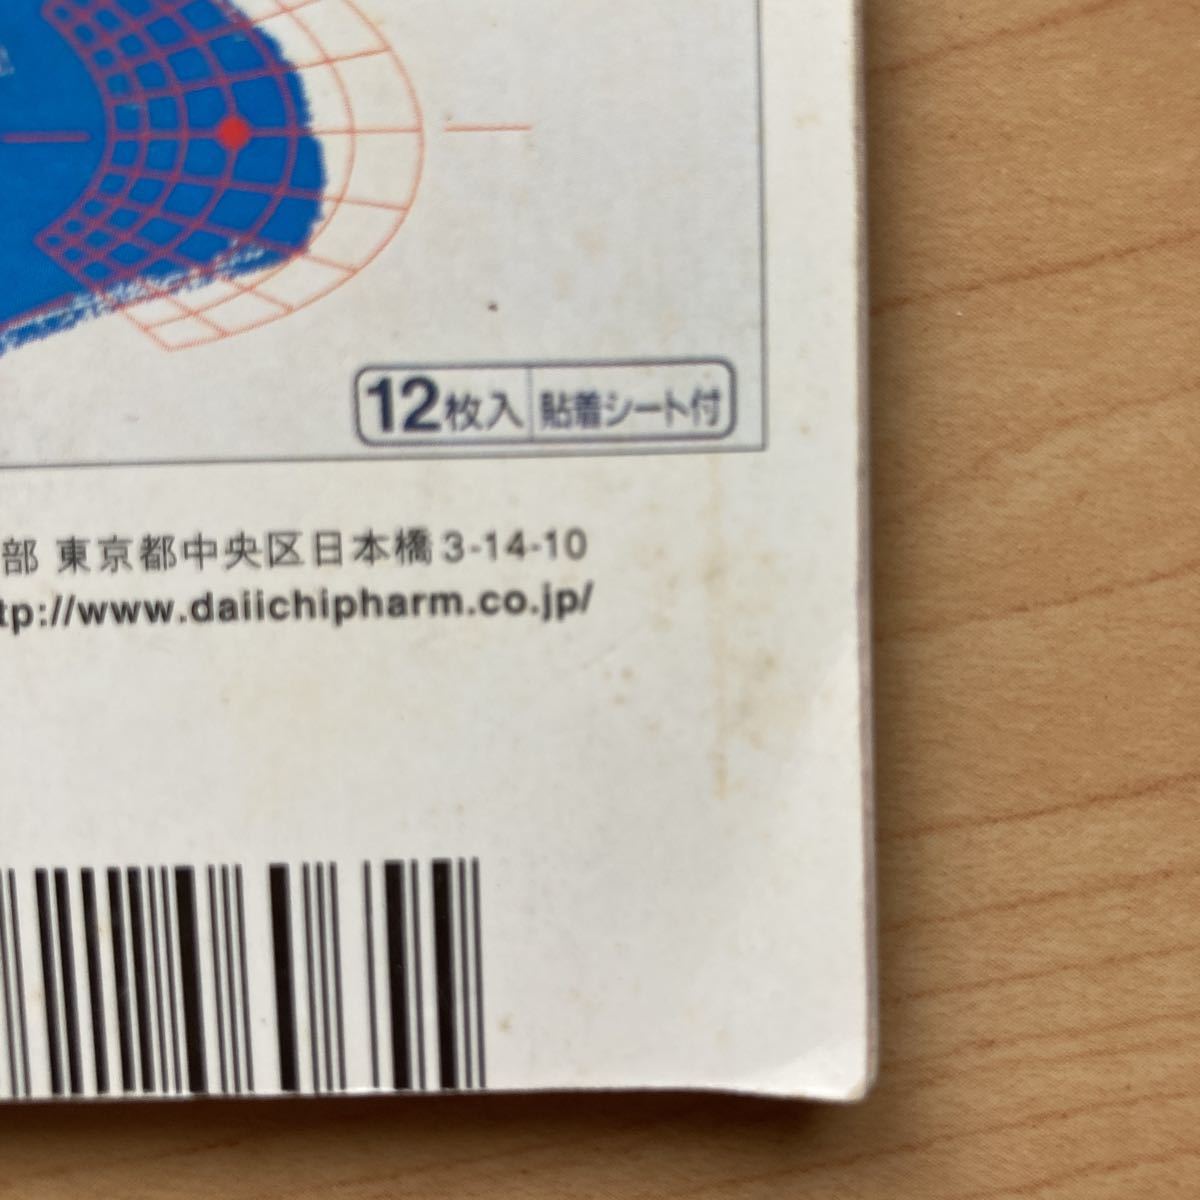 12枚入 貼着シート付
部 東京都中央区日本橋3-14-10
tp://www.daiichipharm.co.jp/